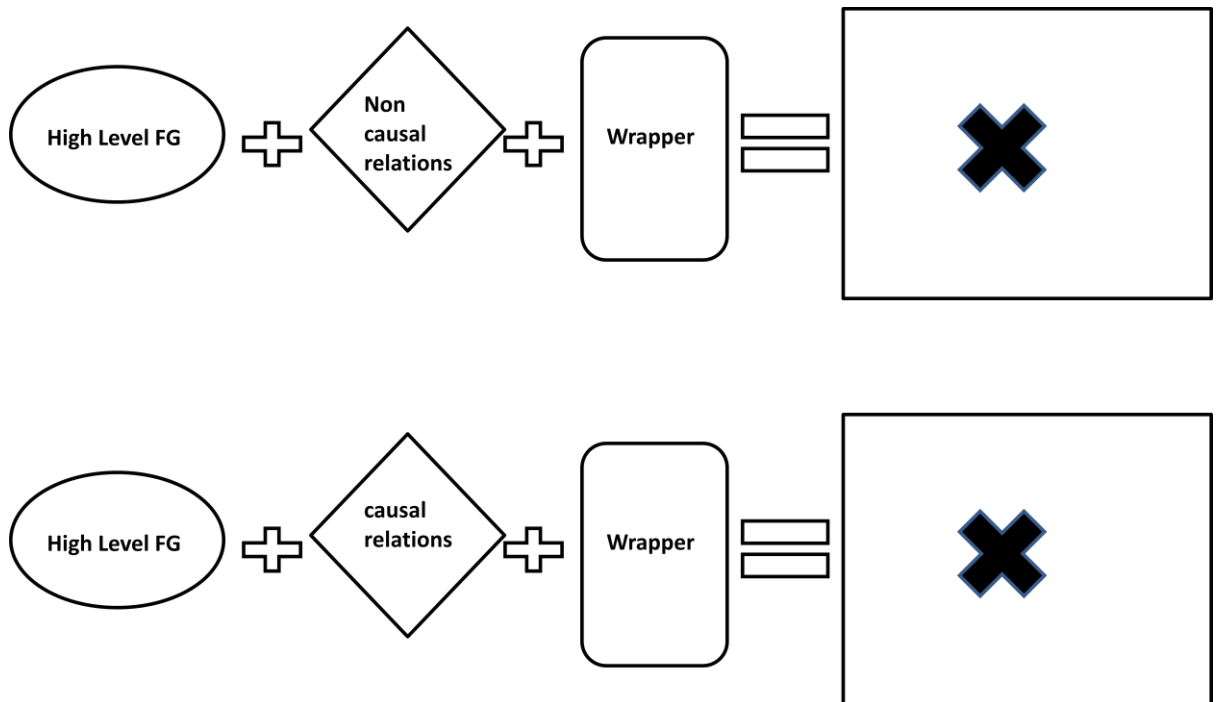 High Level FG
Non
causal
relations
Wrapper
High Level FG
causal
relations
Wrapper